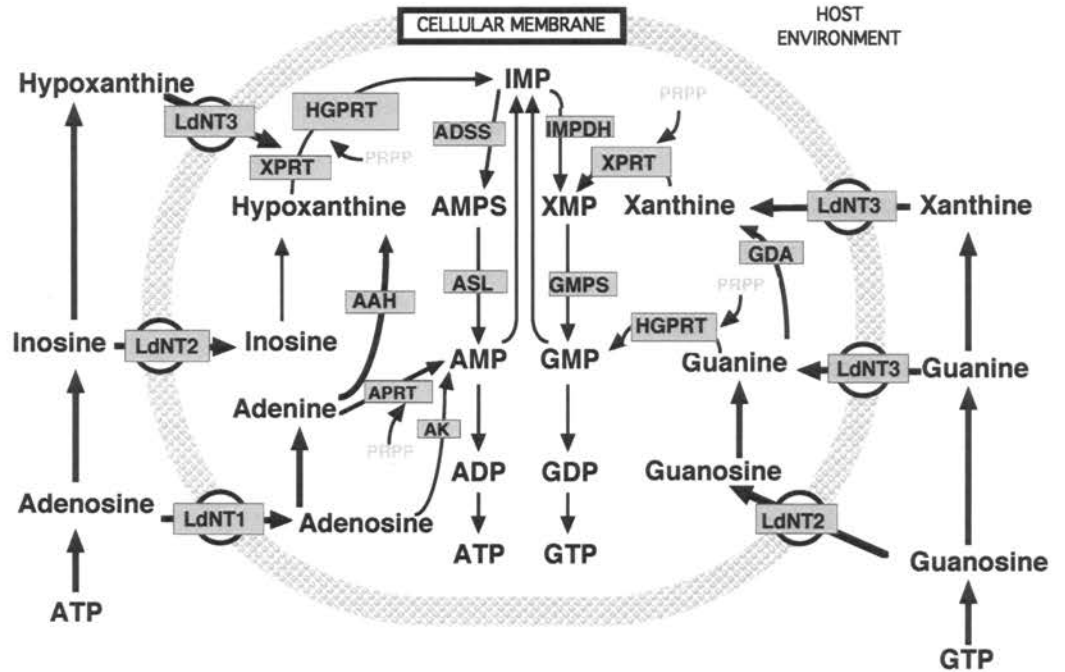 CELLULAR MEMBRANE
HOST
ENVIRONMENT
Hypoxanthine
LdNT3
HGPRT
IMP
PRPP
ADSS
IMPDH
PRPP
XPRT
XPRT
Hypoxanthine
AMPS
XMP
Xanthine
LdNT3
Xanthine
GDA
ASL
GMPS
PRPP
AAH
HGPRT
Inosine
LdNT2
Inosine
AMP
GMP
Guanine
LdNT3
Guanine
APRT
Adenine
AK
PRPP
ADP
GDP
Guanosine
Adenosine
LdNT1
Adenosine
LdNT2
ATP
GTP
Guanosine
ATP
GTP